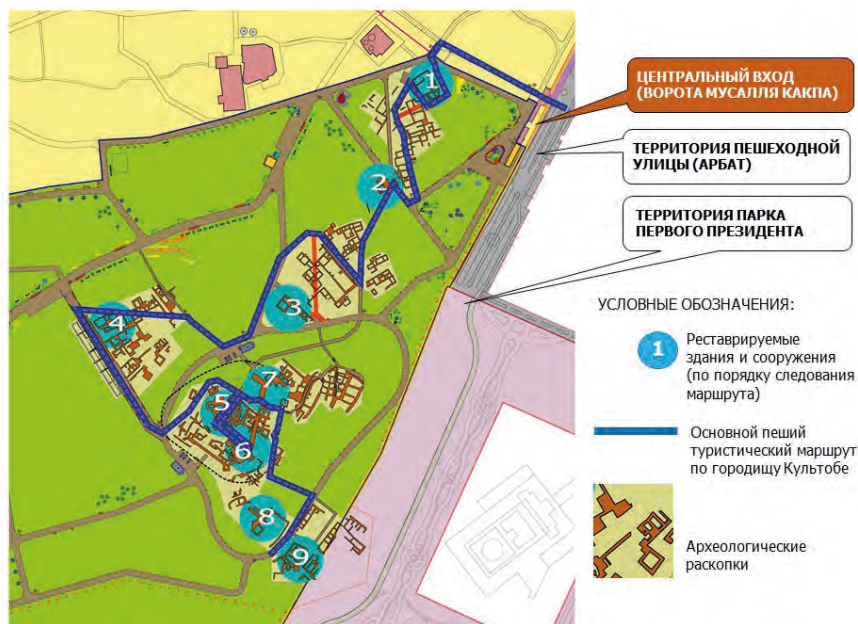 ЦЕНТРАЛЬНЫЙ ВХОД
(ВОРОТА МУСАЛЛЯ КАКПА)
ТЕРРИТОРИЯ ПЕШЕХОДНОЙ
УЛИЦЫ (АРБАТ)
ТЕРРИТОРИЯ ПАРКА
ПЕРВОГО ПРЕЗИДЕНТА
УСЛОВНЫЕ ОБОЗНАЧЕНИЯ:
1
Реставрируемые
здания и сооружения
(по порядку следования
маршрута)
Основной пеший
туристический маршрут
по городищу Культобе
Археологические
раскопки
1
2
3
4
7
5
6
8
9